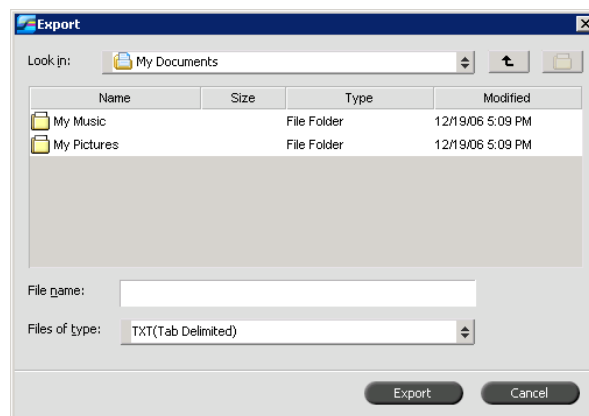 Export
Look in: My Documents
Name Size Type Modified
My Music File Folder 12/19/06 5:09 PM
My Pictures File Folder 12/19/06 5:09 PM
File name:
Files of type: TXT(Tab Delimited)
Export Cancel